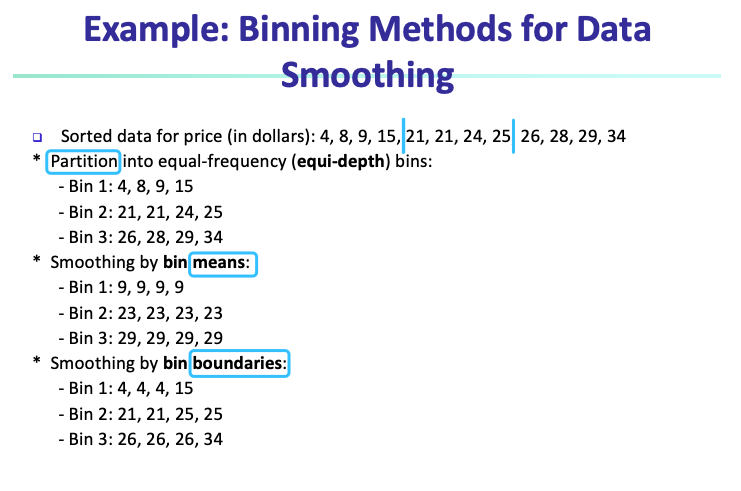 Example: Binning Methods for Data
Smoothing
Sorted data for price (in dollars): 4, 8, 9, 15, 21, 21, 24, 25 26, 28, 29, 34
* Partition into equal-frequency (equi-depth) bins:
- Bin 1: 4, 8, 9, 15
- Bin 2: 21, 21, 24, 25
- Bin 3: 26, 28, 29, 34
* Smoothing by bin means:
- Bin 1: 9, 9, 9, 9
- Bin 2: 23, 23, 23, 23
- Bin 3: 29, 29, 29, 29
* Smoothing by bin boundaries:
- Bin 1: 4, 4, 4, 15
- Bin 2: 21, 21, 25, 25
- Bin 3: 26, 26, 26, 34